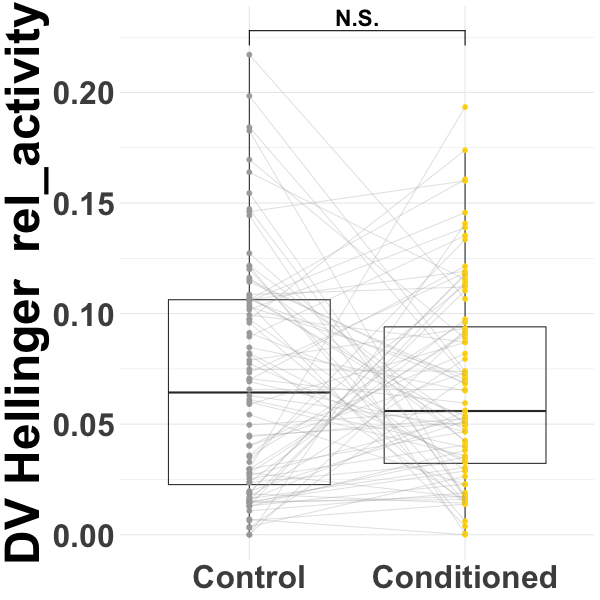 N.S.
DV Hellinger rel_activity
0.20
0.15
0.10
0.05
0.00
Control Conditioned